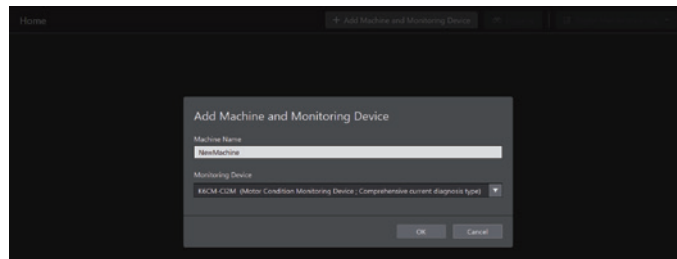 Home
+ Add Machine and Monitoring Device
Add Machine and Monitoring Device
Machine Name
NewMachine
Monitoring Device
K6CM-CI2M (Motor Condition Monitoring Device ; Comprehensive current diagnosis type)
OK
Cancel